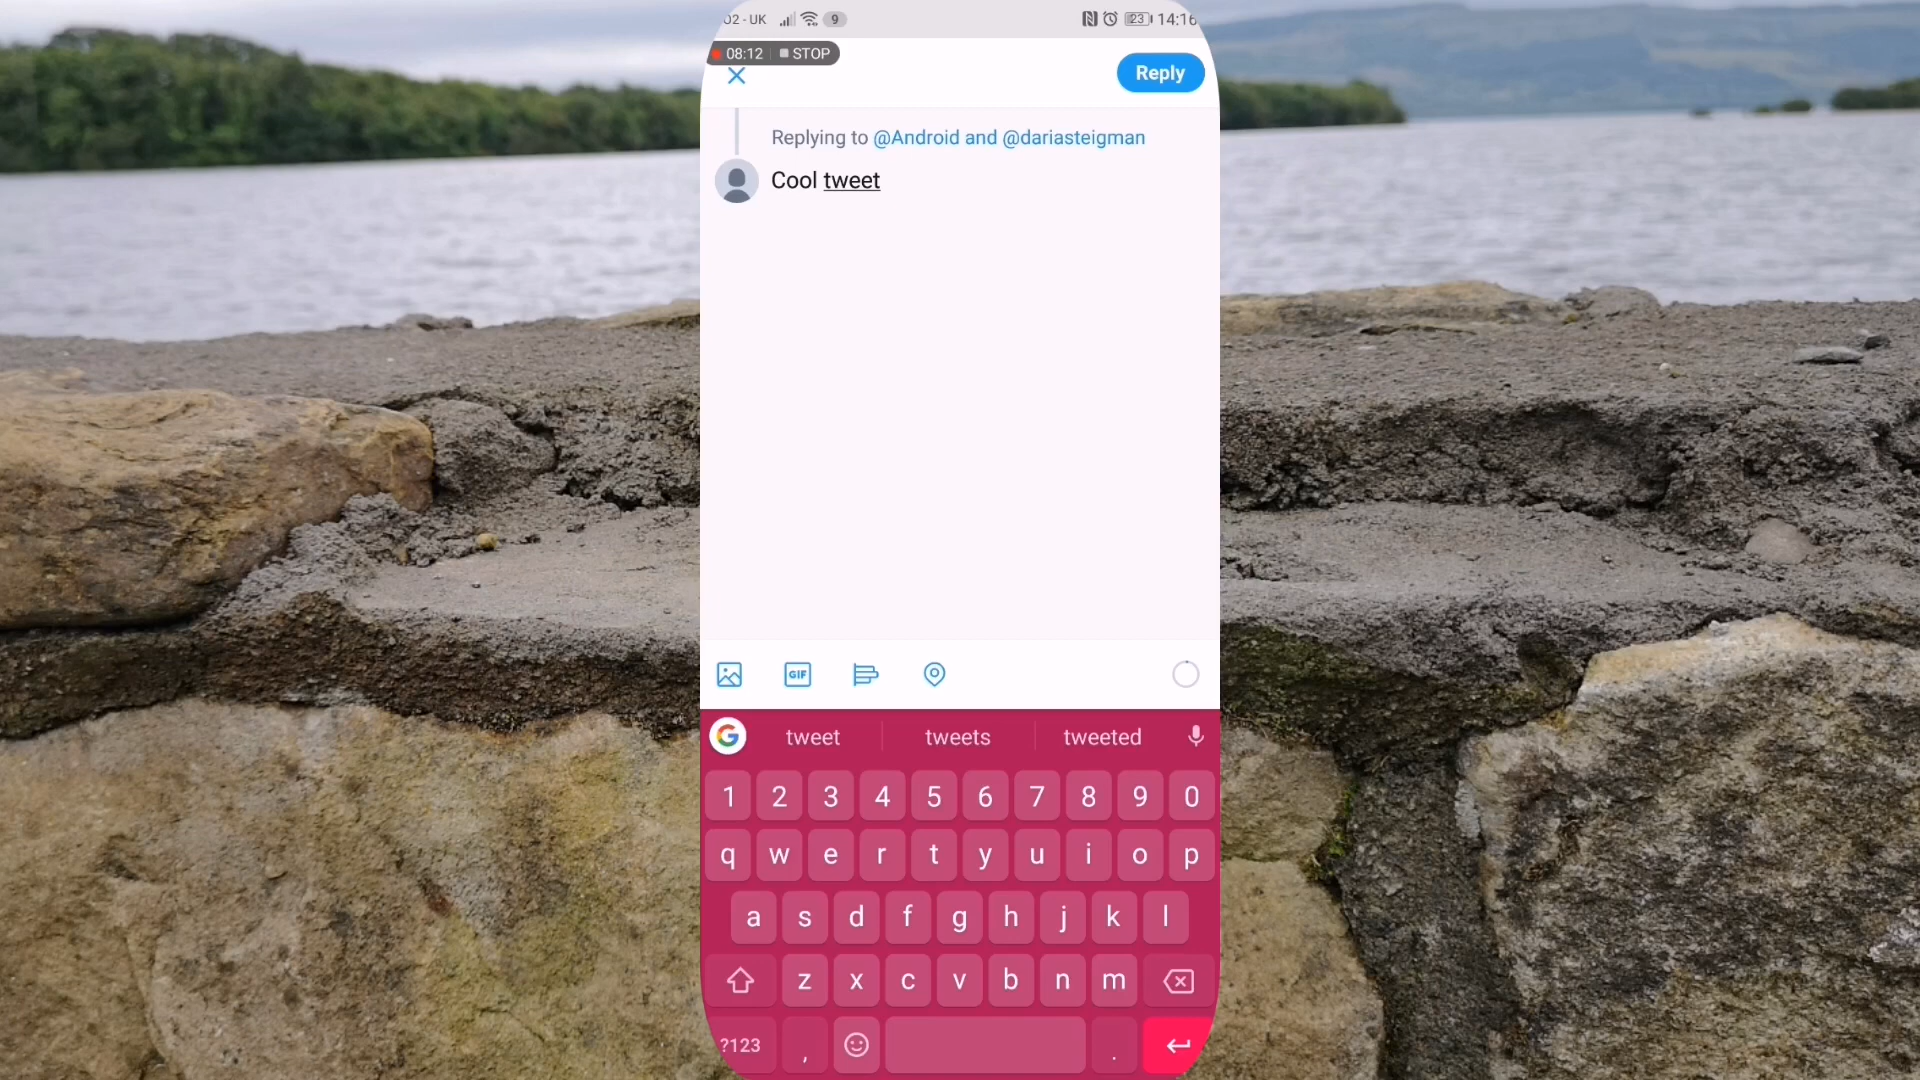 O2 - UK 9 23 14:16
08:12 STOP
Reply
Replying to @Android and @dariasteigman
Cool tweet
GIF
G tweet tweets tweeted
1 2 3 4 5 6 7 8 9 0
q w e r t y u i o p
a s d f g h j k l
z x c v b n m
?123 , .